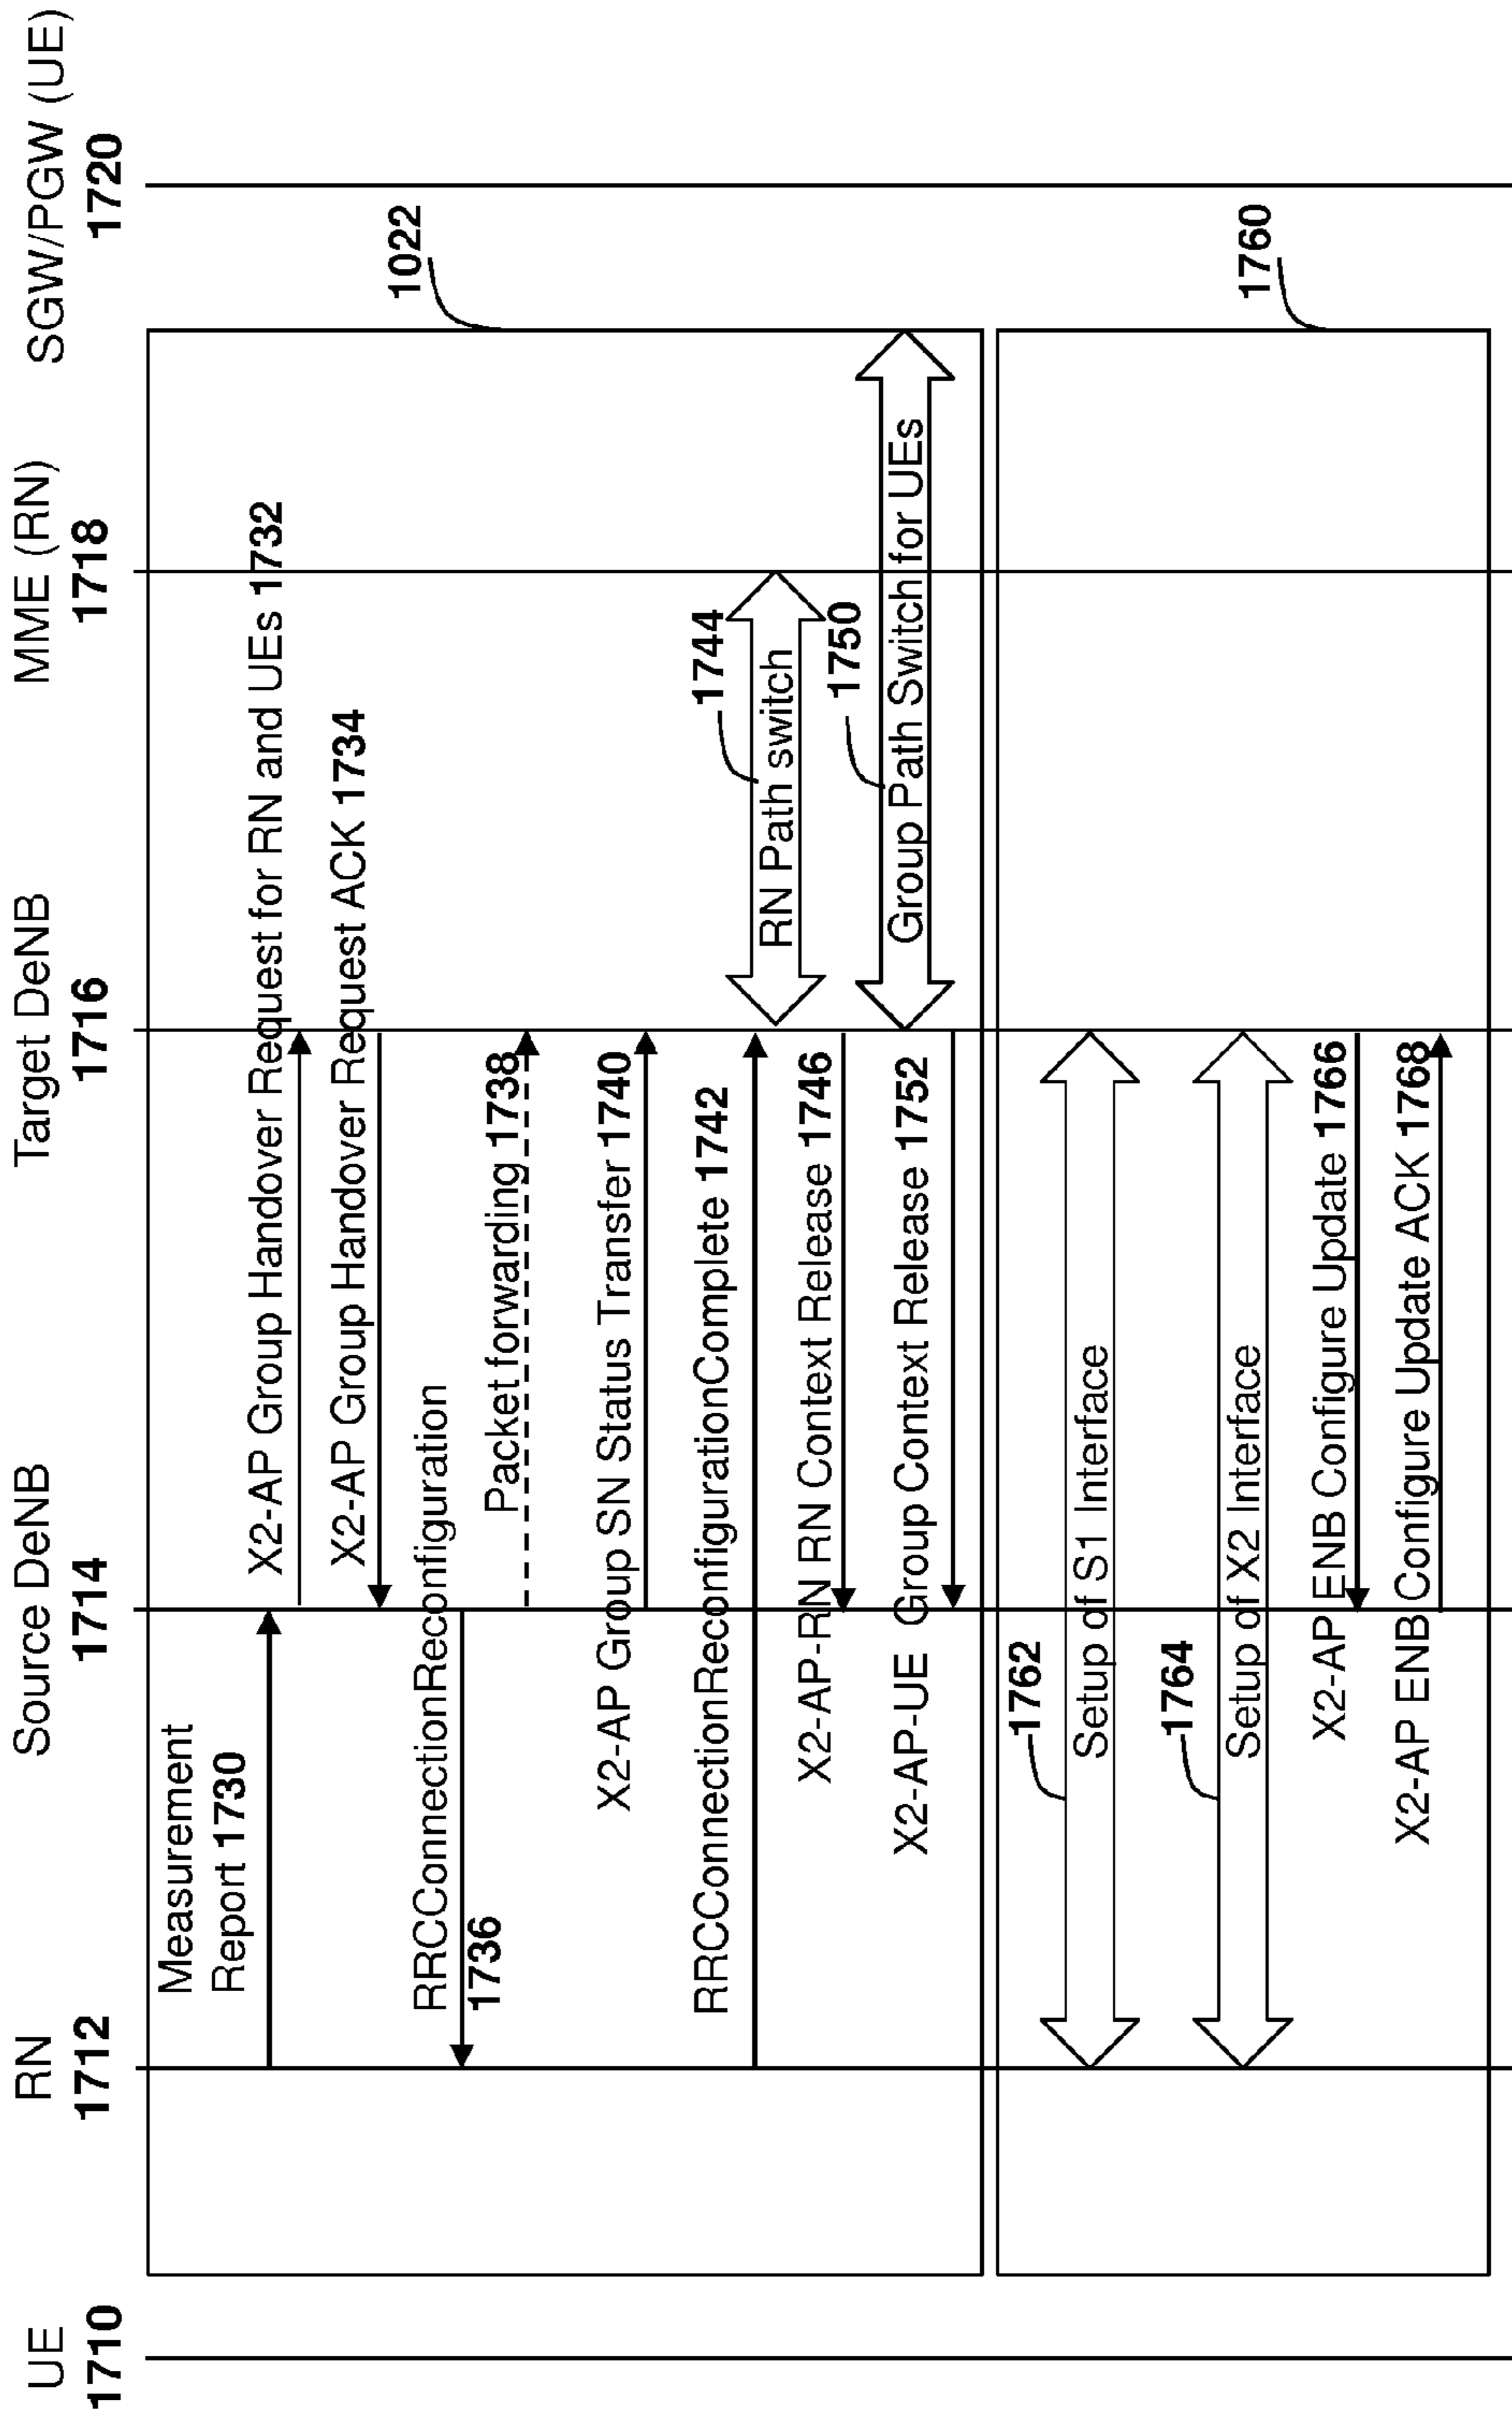 UE
1710
RN
1712
Source DeNB
1714
Target DeNB
1716
MME (RN)
1718
SGW/PGW (UE)
1720
1022
Measurement
Report 1730
X2-AP Group Handover Request for RN and UEs 1732
X2-AP Group Handover Request ACK 1734
RRCConnectionReconfiguration
1736
Packet forwarding 1738
X2-AP Group SN Status Transfer 1740
RRCConnectionReconfigurationComplete 1742
1744
RN Path switch
X2-AP-RN RN Context Release 1746
1750
Group Path Switch for UEs
X2-AP-UE Group Context Release 1752
1760
1762
Setup of S1 Interface
1764
Setup of X2 Interface
X2-AP ENB Configure Update 1766
X2-AP ENB Configure Update ACK 1768